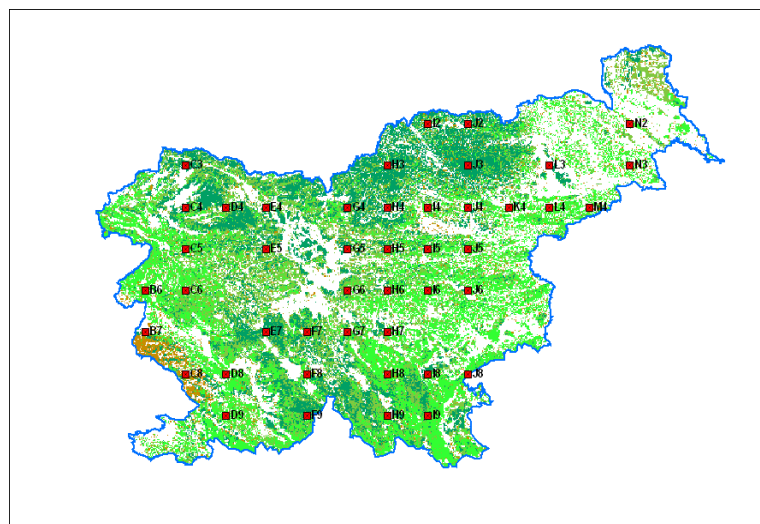 I2 J2 N2
C3 H3 J3 L3 N3
C4 D4 E4 G4 H4 I4 J4 K4 L4 M4
C5 E5 G5 H5 I5 J5
B6 C6 G6 H6 I6 J6
B7 E7 F7 G7 H7
C8 D8 F8 H8 I8 J8
D9 F9 H9 I9